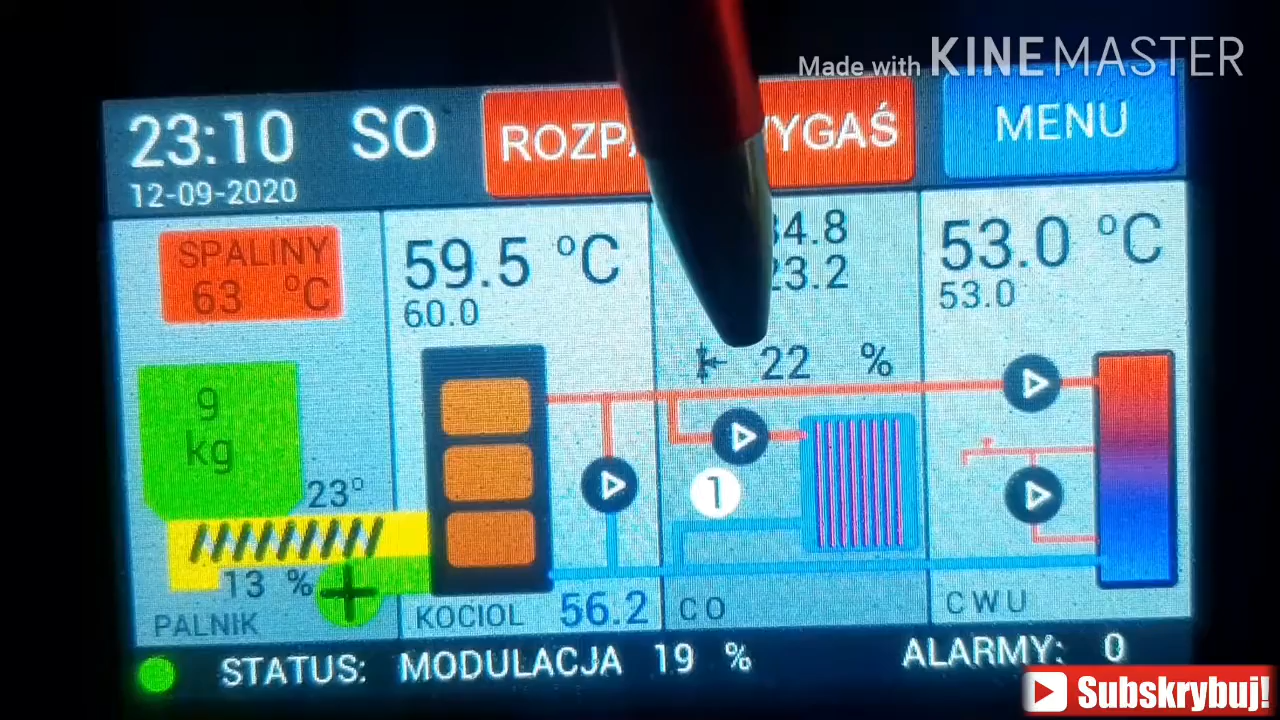 Made with KINEMASTER
23:10 SO MENU
12-09-2020
SPALINY
63 °C
59.5 °C
60.0
53.0 °C
53.0
22 %
9
kg
23°
1
13 %
PALNIK
KOCIOL 56.2
CO
CWU
STATUS: MODULACJA 19 %
ALARMY: 0
Subskrybuj!